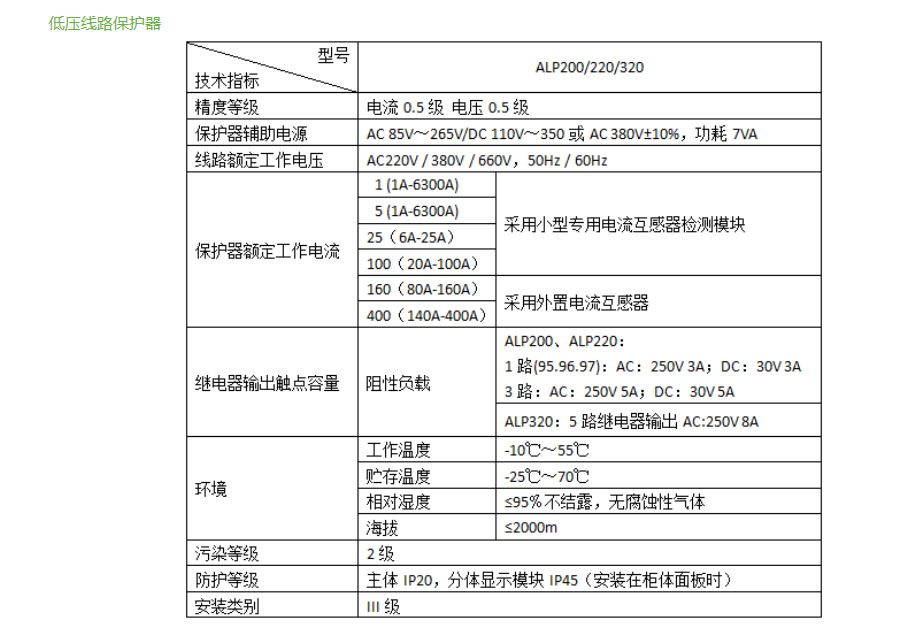 低压线路保护器
型号
技术指标
ALP200/220/320
精度等级
电流 0.5 级 电压 0.5 级
保护器辅助电源
AC 85V～265V/DC 110V～350 或 AC 380V±10%，功耗 7VA
线路额定工作电压
AC220V / 380V / 660V，50Hz / 60Hz
保护器额定工作电流
1 (1A-6300A)
5 (1A-6300A)
25（6A-25A）
100（20A-100A）
采用小型专用电流互感器检测模块
160（80A-160A）
400（140A-400A）
采用外置电流互感器
继电器输出触点容量
阻性负载
ALP200、ALP220：
1 路(95.96.97)：AC：250V 3A；DC：30V 3A
3 路：AC：250V 5A；DC：30V 5A
ALP320：5 路继电器输出 AC:250V 8A
环境
工作温度
-10℃～55℃
贮存温度
-25℃～70℃
相对湿度
≤95%不结露，无腐蚀性气体
海拔
≤2000m
污染等级
2 级
防护等级
主体 IP20，分体显示模块 IP45（安装在柜体面板时）
安装类别
III 级